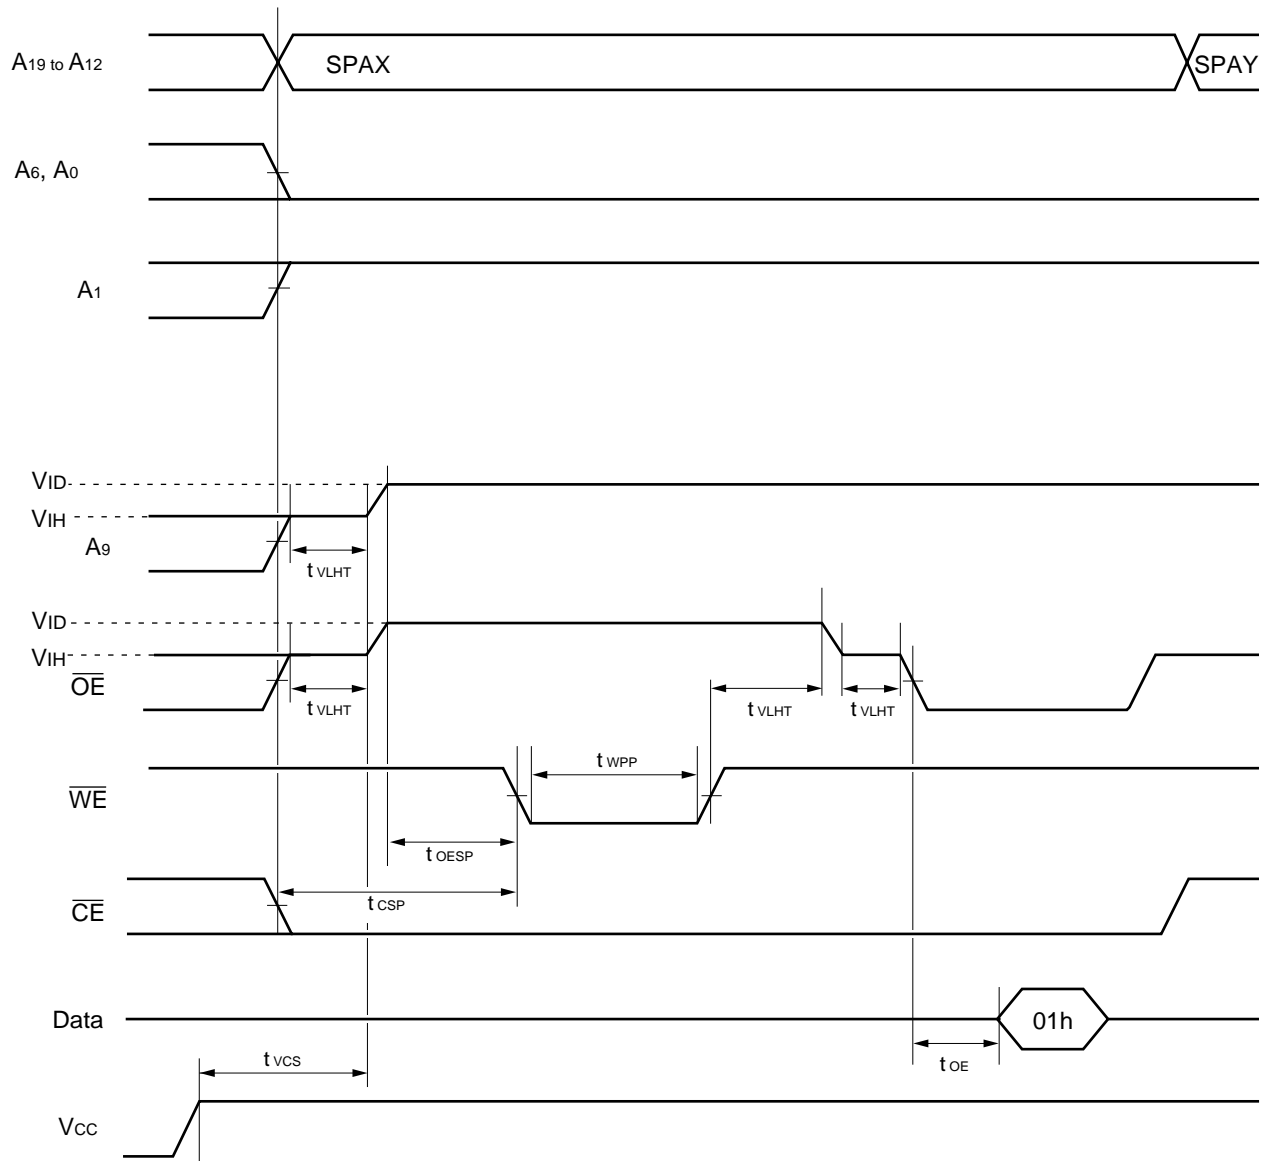 A19 to A12
SPAX
SPAY
A6, A0
A1
VID
VIH
A9
t VLHT
VID
VIH
OE
t VLHT
t VLHT
t VLHT
t WPP
WE
t OESP
t CSP
CE
Data
01h
t VCS
t OE
VCC